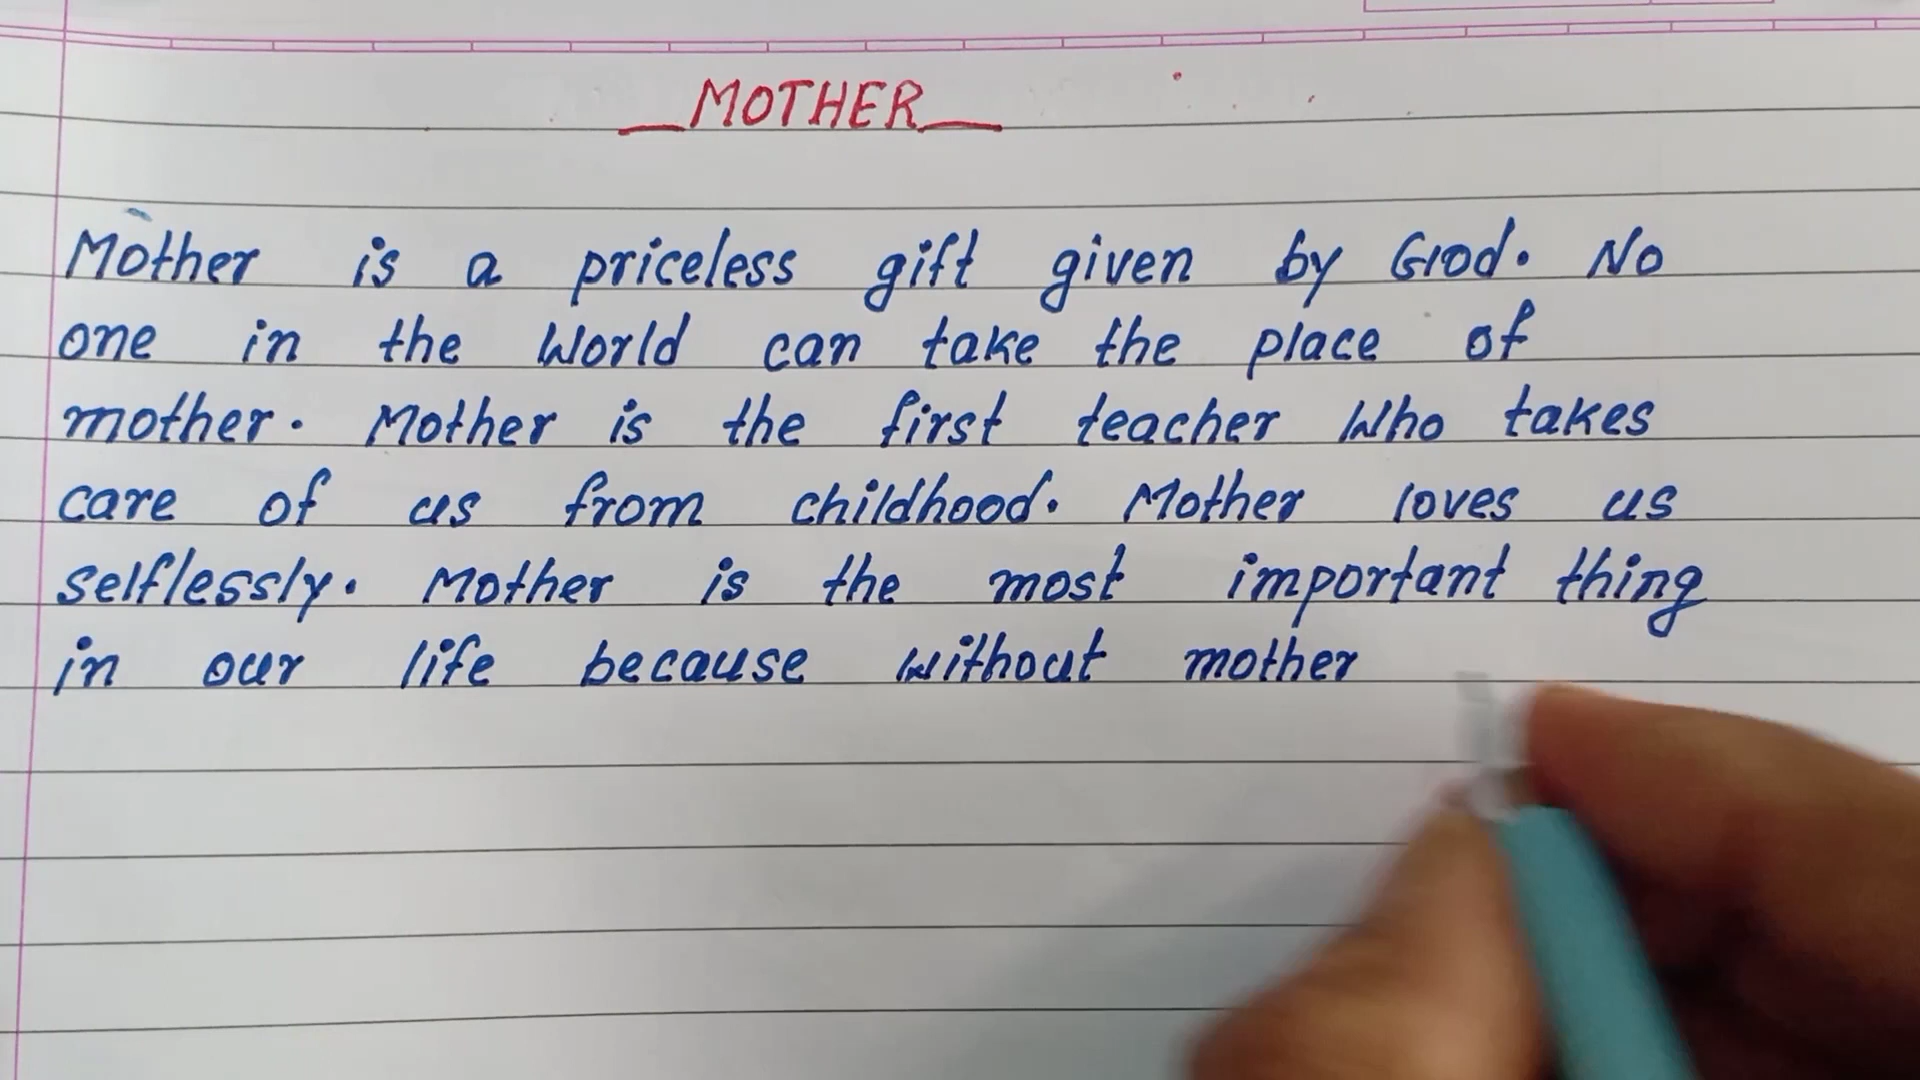 MOTHER
Mother is a priceless gift given by God. No
one in the World can take the place of
mother. Mother is the first teacher Who takes
care of us from childhood. Mother loves us
selflessly. Mother is the most important thing
in our life because without mother